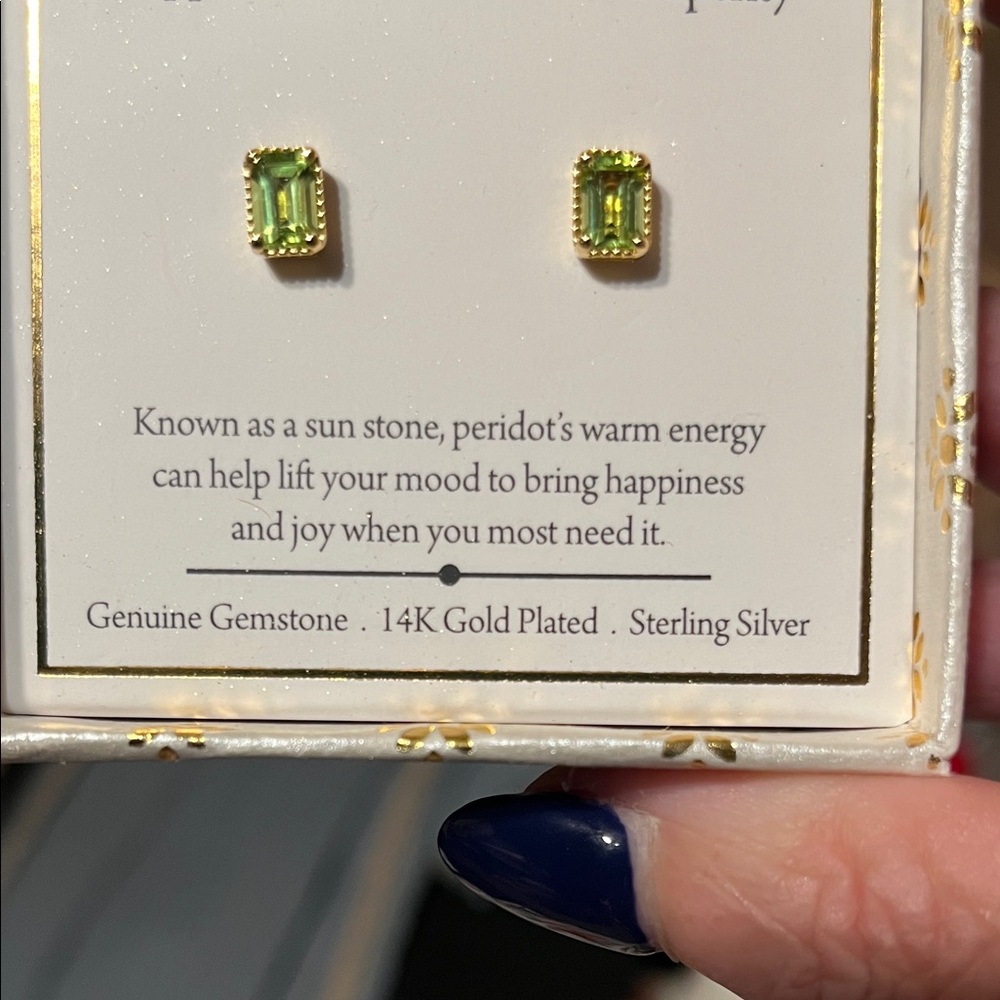 Known as a sun stone, peridot's warm energy
can help lift your mood to bring happiness
and joy when you most need it.
Genuine Gemstone . 14K Gold Plated . Sterling Silver